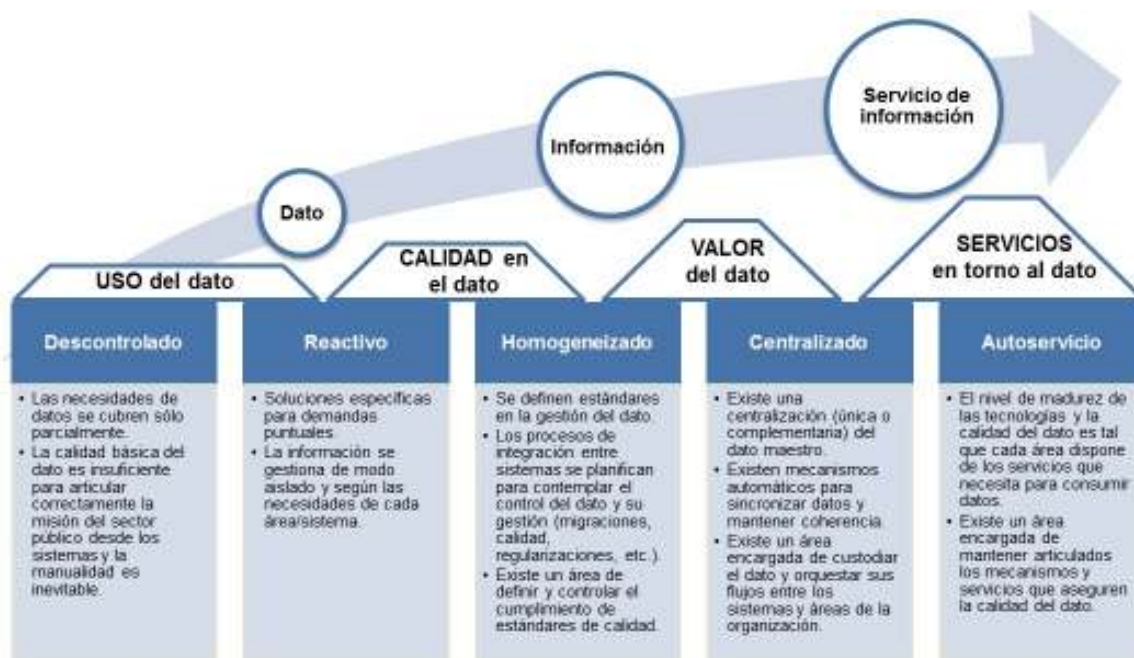 Servicio de
información
Información
Dato
USO del dato
CALIDAD en
el dato
VALOR
del dato
SERVICIOS
en torno al dato
Descontrolado
• Las necesidades de
datos se cubren sólo
parcialmente.
• La calidad básica del
dato es insuficiente
para articular
correctamente la
misión del sector
público desde los
sistemas y la
manualidad es
inevitable.
Reactivo
• Soluciones específicas
para demandas
puntuales.
• La información se
gestiona de modo
aislado y según las
necesidades de cada
área/sistema.
Homogeneizado
• Se definen estándares
en la gestión del dato.
• Los procesos de
integración entre
sistemas se planifican
para contemplar el
control del dato y su
gestión (migraciones,
calidad,
regularizaciones, etc.)
• Existe un área de
definir y controlar el
cumplimiento de
estándares de calidad.
Centralizado
• Existe una
centralización (única o
complementaria) del
dato maestro.
• Existen mecanismos
automáticos para
sincronizar datos y
mantener coherencia.
• Existe un área
encargada de custodiar
el dato y orquestar sus
flujos entre los
sistemas y áreas de la
organización.
Autoservicio
• El nivel de madurez de
las tecnologías y la
calidad del dato es tal
que cada área dispone
de los servicios que
necesita para consumir
datos.
• Existe un área
encargada de
mantener articulados
los mecanismos y
servicios que aseguren
la calidad del dato.